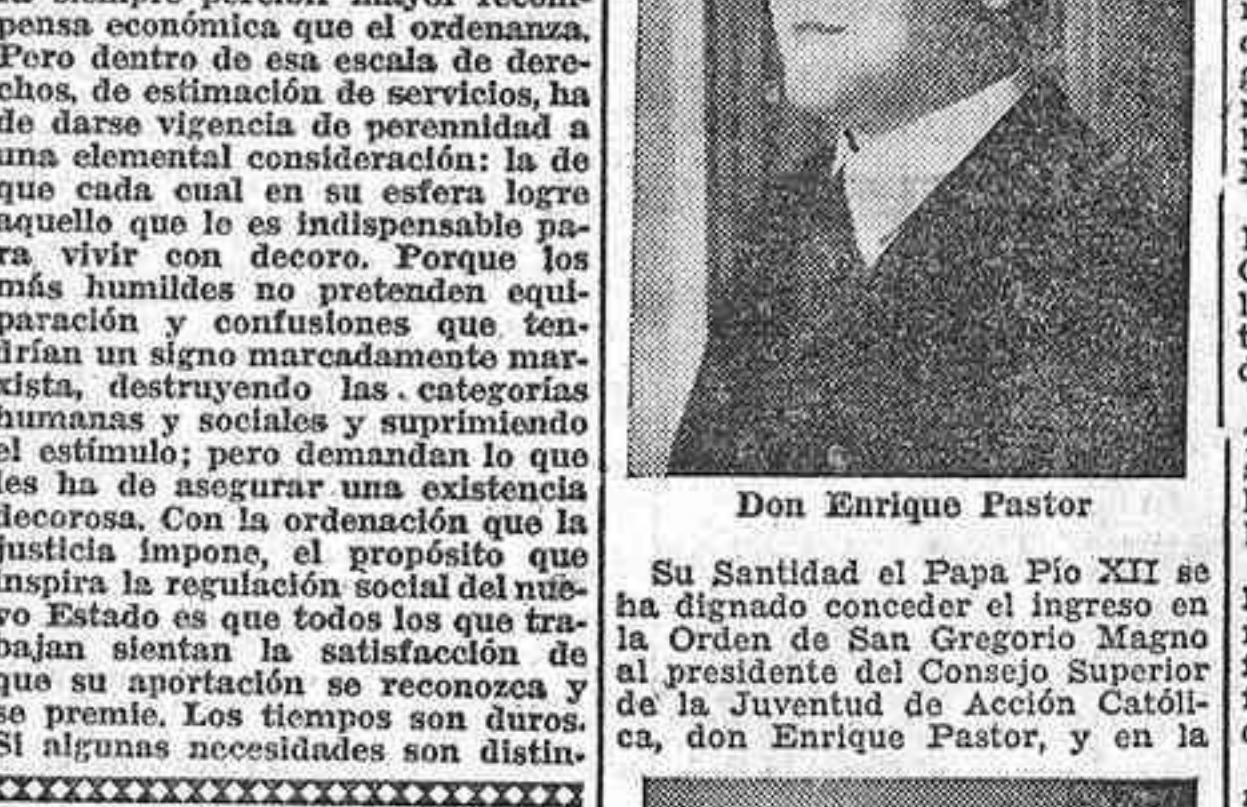 pensa económica que el ordenanza.
Pero dentro de esa escala de dere-
chos, de estimación de servicios, ha
de darse vigencia de perennidad a
una elemental consideración: la de
que cada cual en su esfera logre
aquello que le es indispensable pa-
ra vivir con decoro. Porque los
más humildes no pretenden equi-
paración y confusiones que ten-
drían un signo marcadamente mar-
xista, destruyendo las categorías
humanas y sociales y suprimiendo
el estímulo; pero demandan lo que
les ha de asegurar una existencia
decorosa. Con la ordenación que la
justicia impone, el propósito que
inspira la regulación social del nue-
vo Estado es que todos los que tra-
bajan sientan la satisfacción de
que su aportación se reconozca y
se premie. Los tiempos son duros.
Si algunas necesidades son distin-
Don Enrique Pastor
Su Santidad el Papa Pío XII se
ha dignado conceder el ingreso en
la Orden de San Gregorio Magno
al presidente del Consejo Superior
de la Juventud de Acción Católi-
ca, don Enrique Pastor, y en la